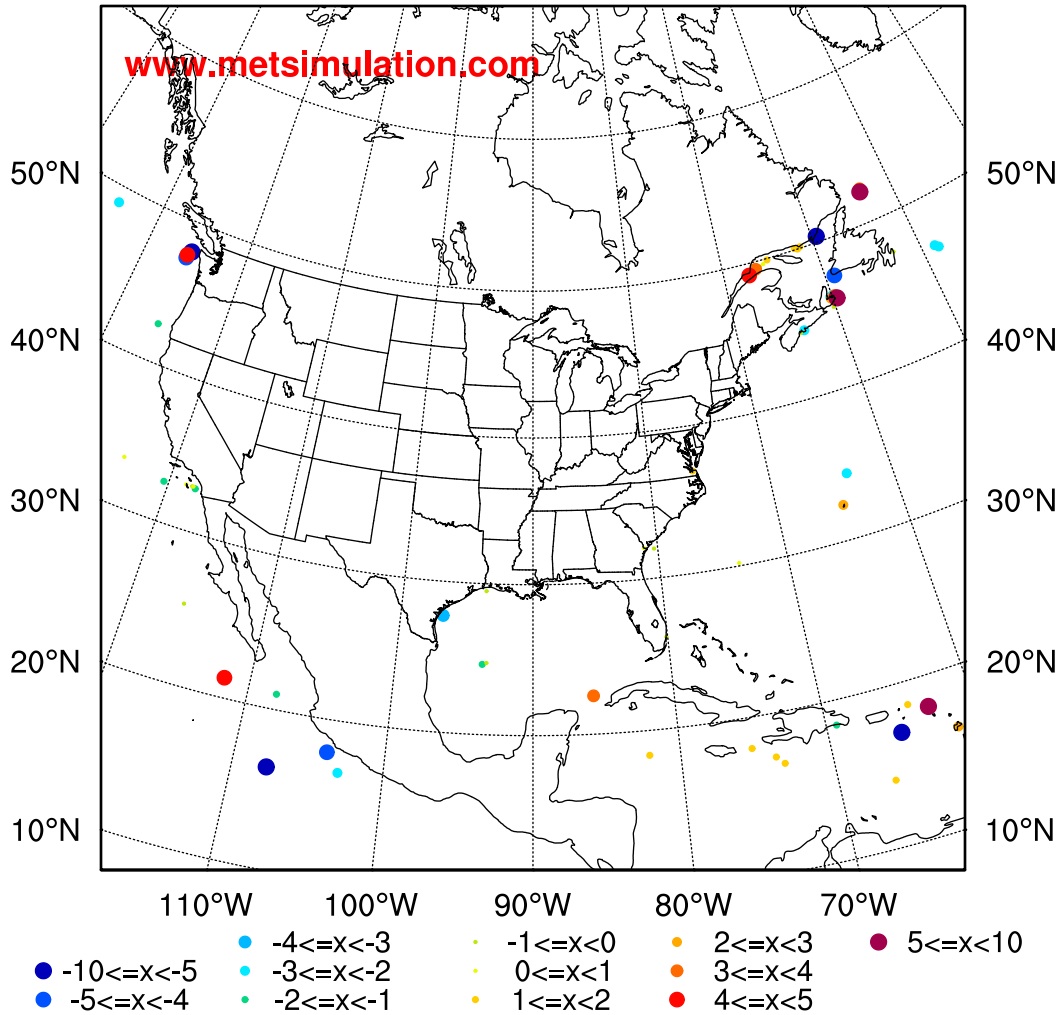 www.metsimulation.com
50°N 50°N
40°N 40°N
30°N 30°N
20°N 20°N
10°N 10°N
110°W 100°W 90°W 80°W 70°W
-4<=x<-3 -1<=x<0 2<=x<3 5<=x<10
-10<=x<-5 -3<=x<-2 0<=x<1 3<=x<4
-5<=x<-4 -2<=x<-1 1<=x<2 4<=x<5